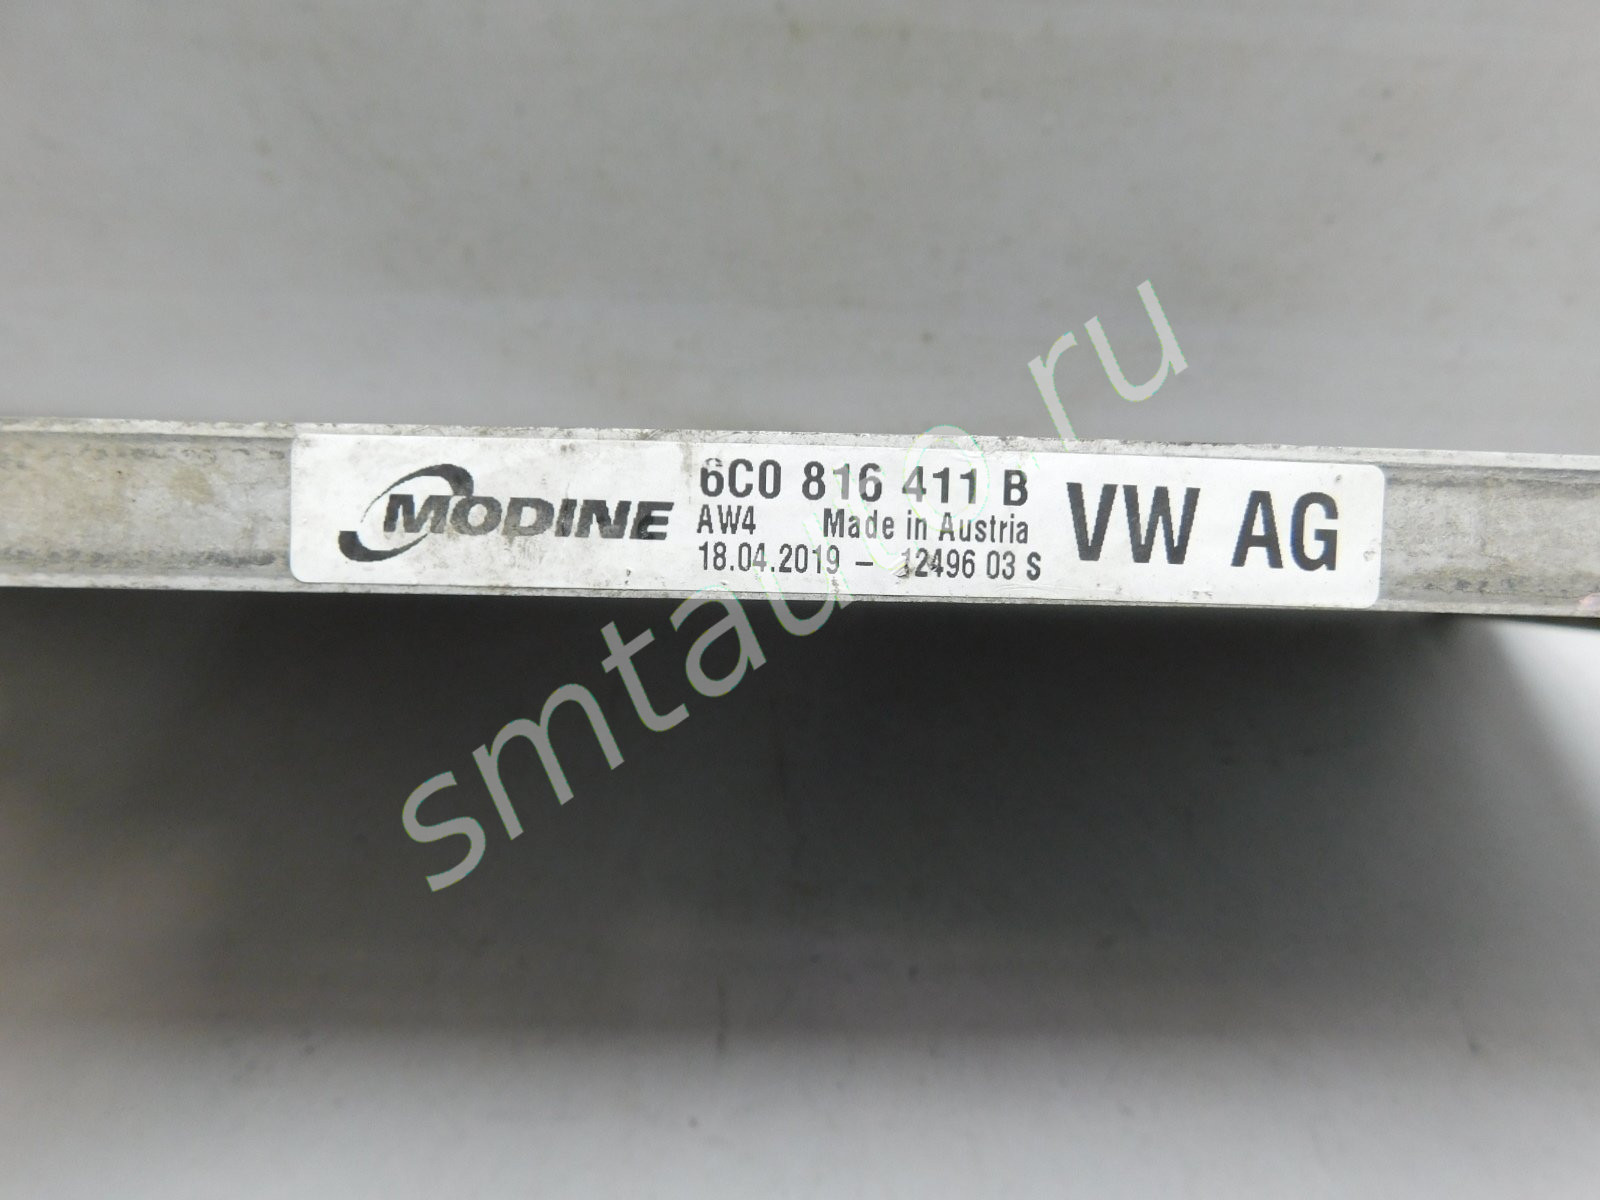 MODINE
6C0 816 411 B
AW4 Made in Austria
18.04.2019 – 12496 03 S
VW AG
smtauto.ru